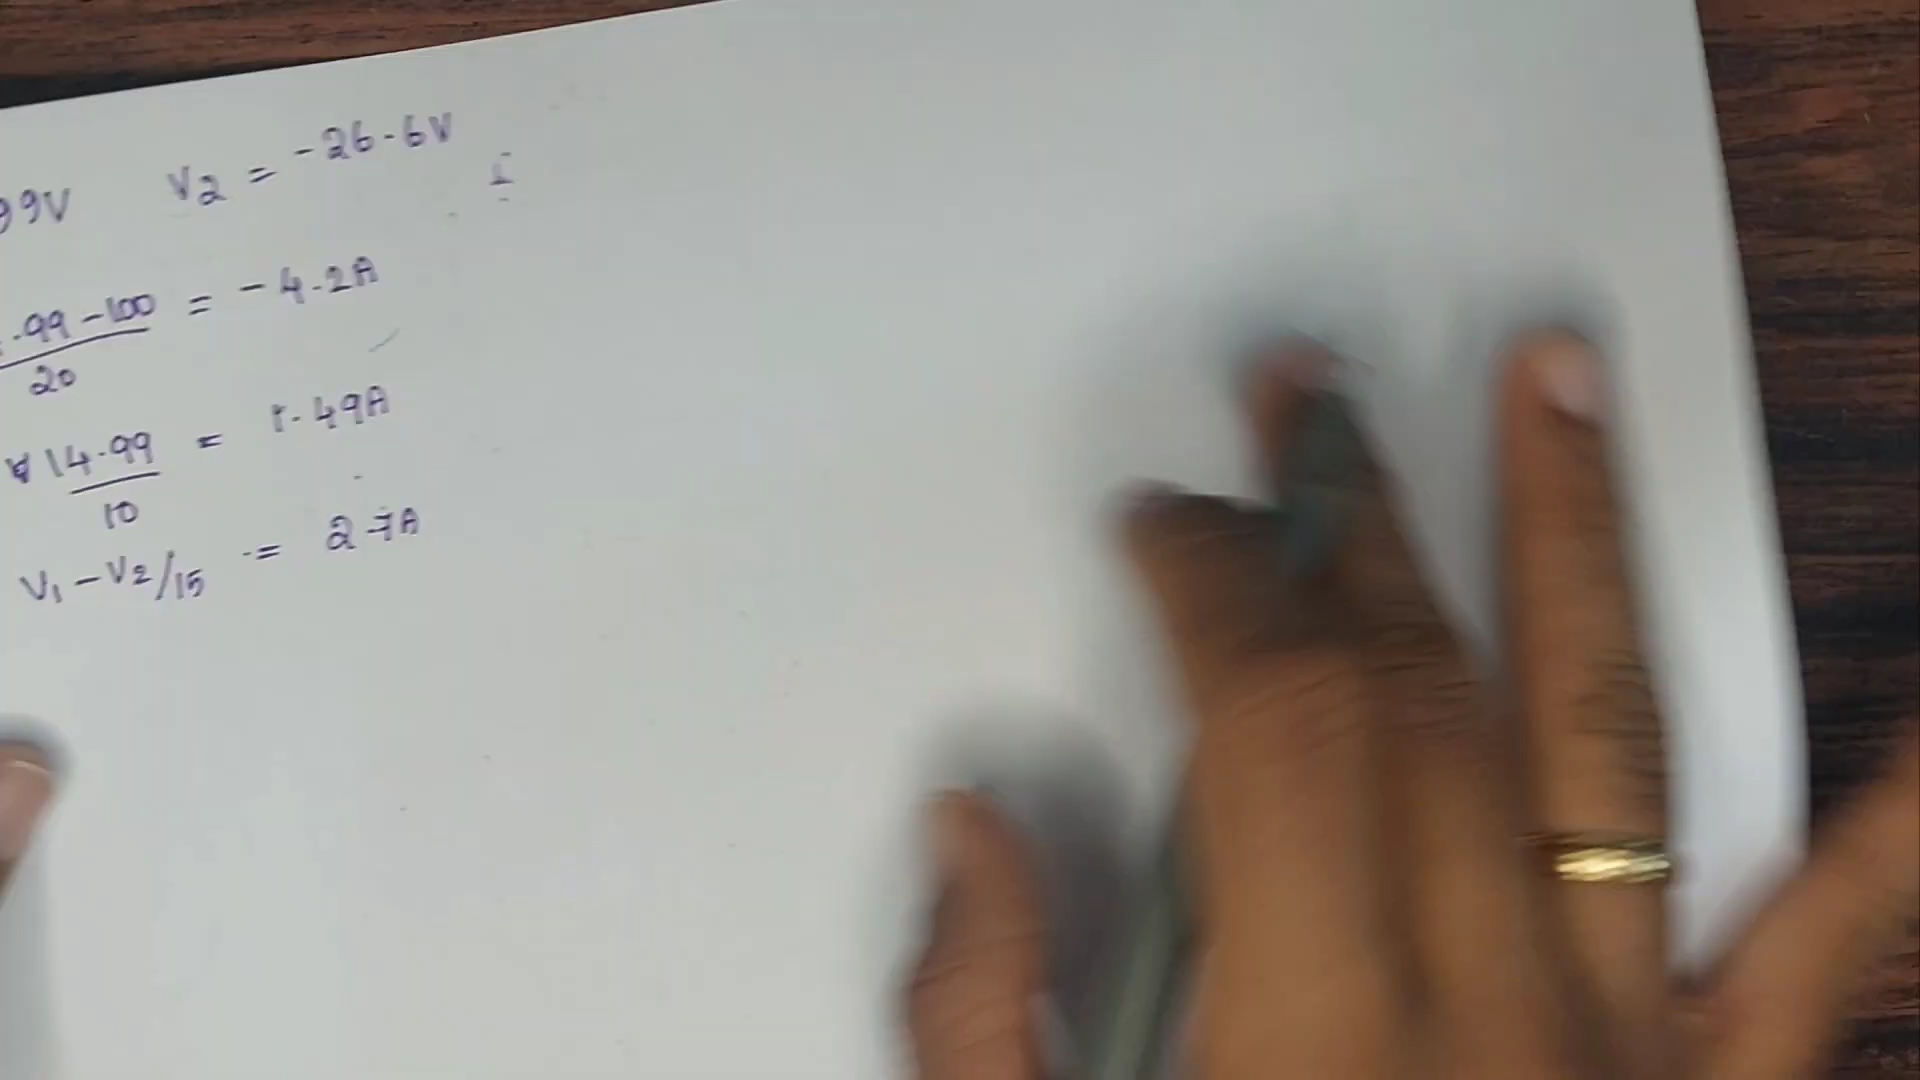 99V V2 = -26.6V
.99-100/20 = -4.2A
14.99/10 = 1.49A
V1-V2/15 = 2.7A